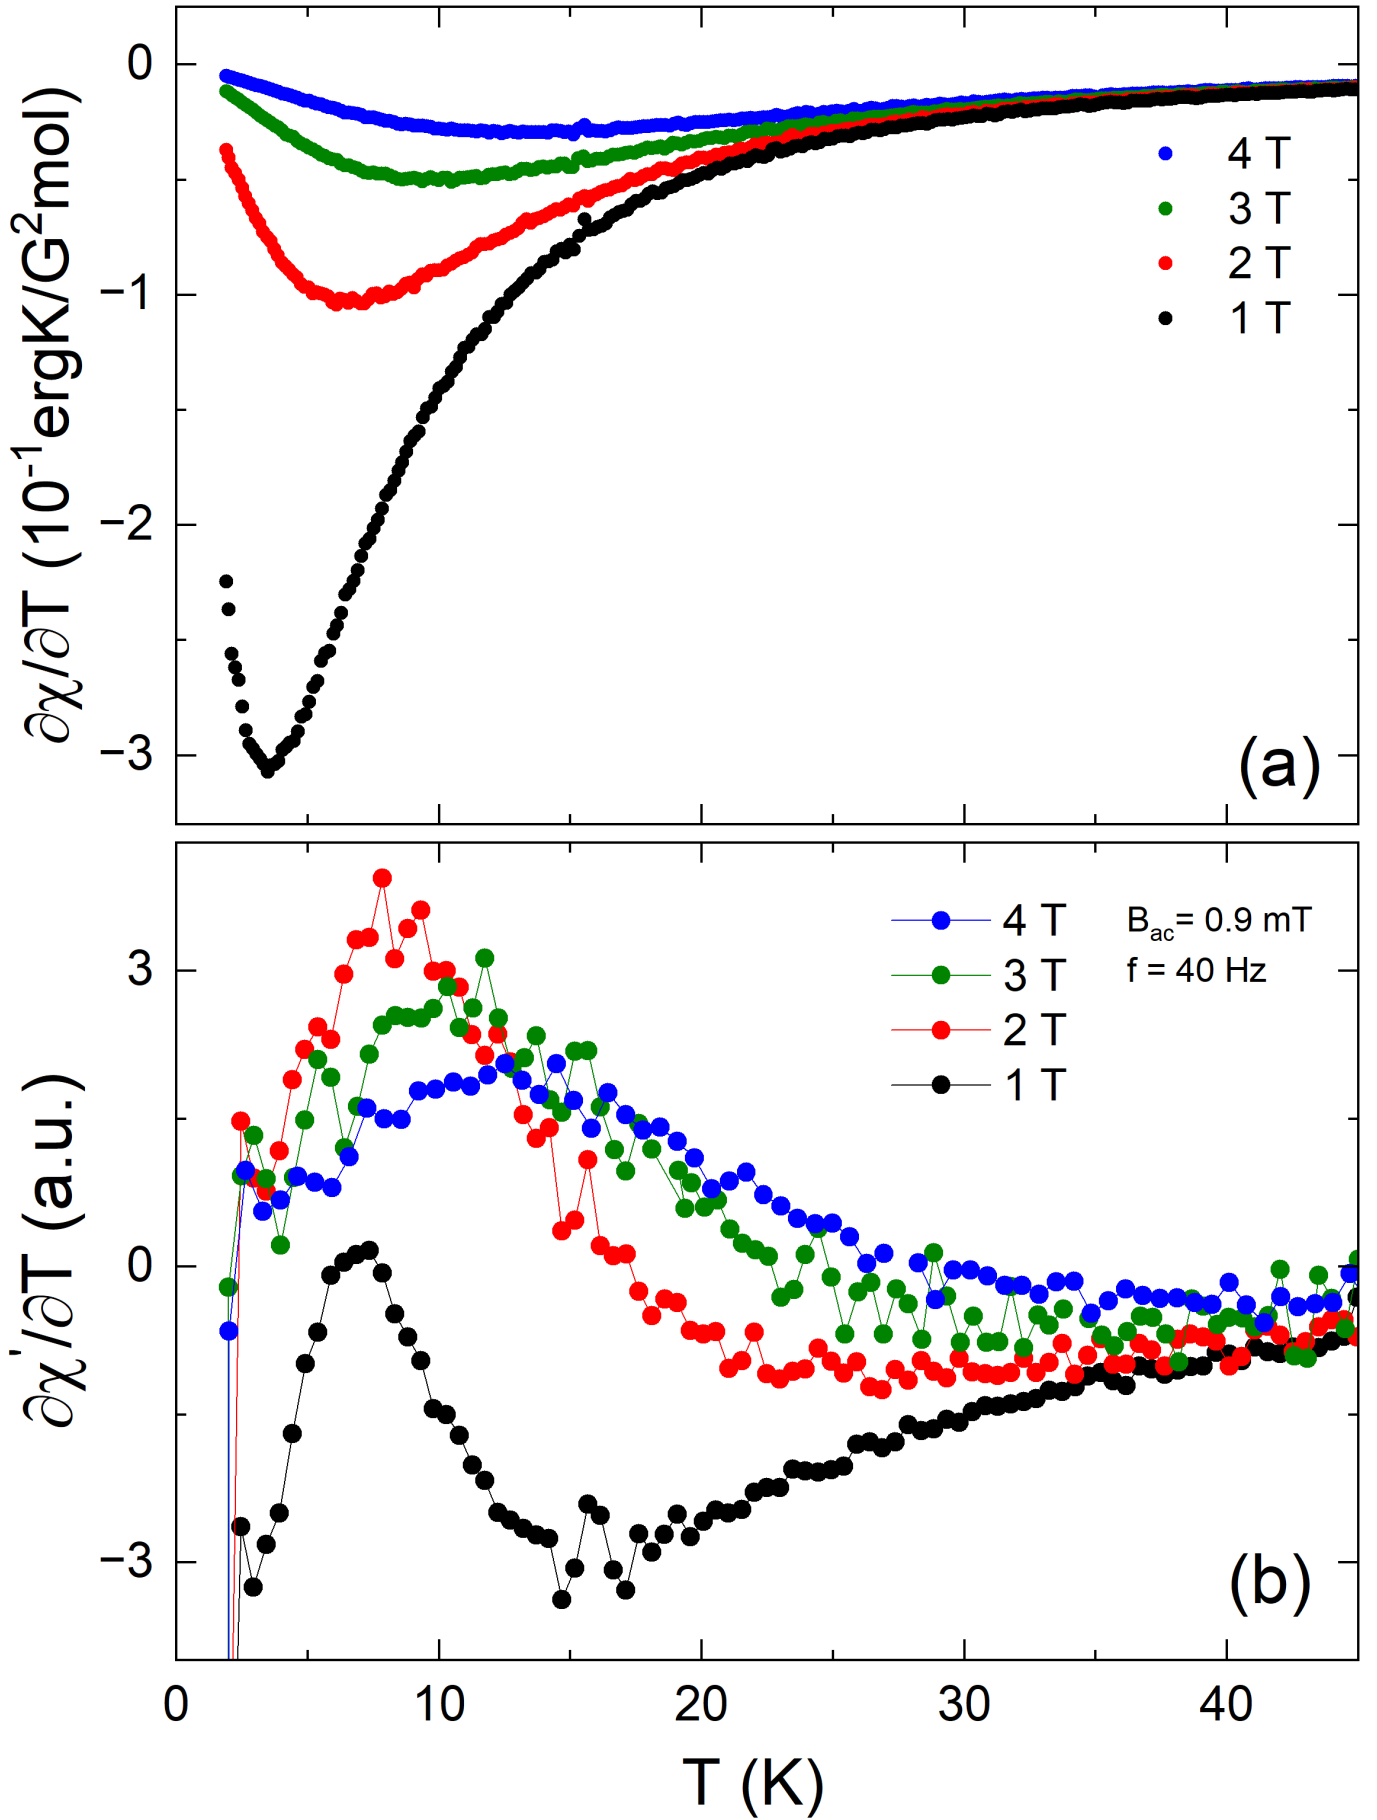 ∂χ/∂T (10⁻¹ergK/G²mol)
0
−1
−2
−3
4 T
3 T
2 T
1 T
(a)
∂χ'/∂T (a.u.)
3
0
−3
4 T
3 T
2 T
1 T
B_ac= 0.9 mT
f = 40 Hz
(b)
0 10 20 30 40
T (K)